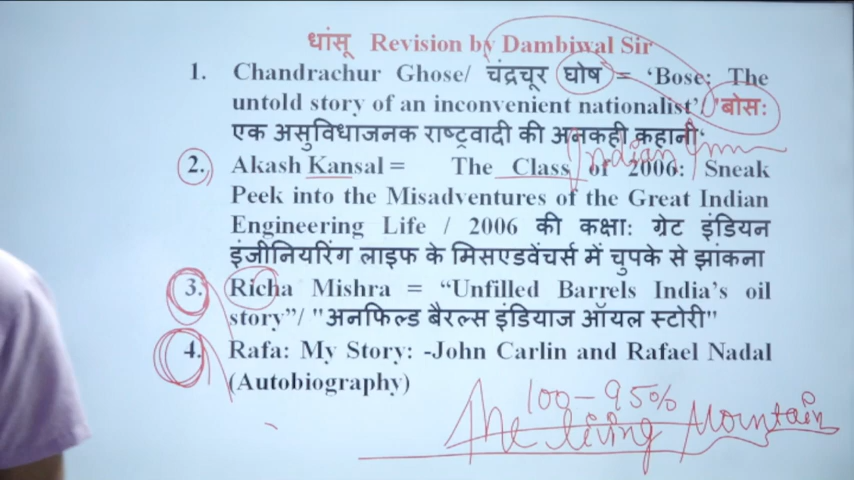 धांसू Revision by Dambiwal Sir
1. Chandrachur Ghose/ चंद्रचूर घोष = 'Bose: The
untold story of an inconvenient nationalist'/ 'बोस:
एक असुविधाजनक राष्ट्रवादी की अनकही कहानी'
Indian
2. Akash Kansal = The Class of 2006: Sneak
Peek into the Misadventures of the Great Indian
Engineering Life / 2006 की कक्षा: ग्रेट इंडियन
इंजीनियरिंग लाइफ के मिसएडवेंचर्स में चुपके से झांकना
3. Richa Mishra = "Unfilled Barrels India's oil
story"/ "अनफिल्ड बैरल्स इंडियाज ऑयल स्टोरी"
4. Rafa: My Story: -John Carlin and Rafael Nadal
(Autobiography)
100-95%
The living Mountain